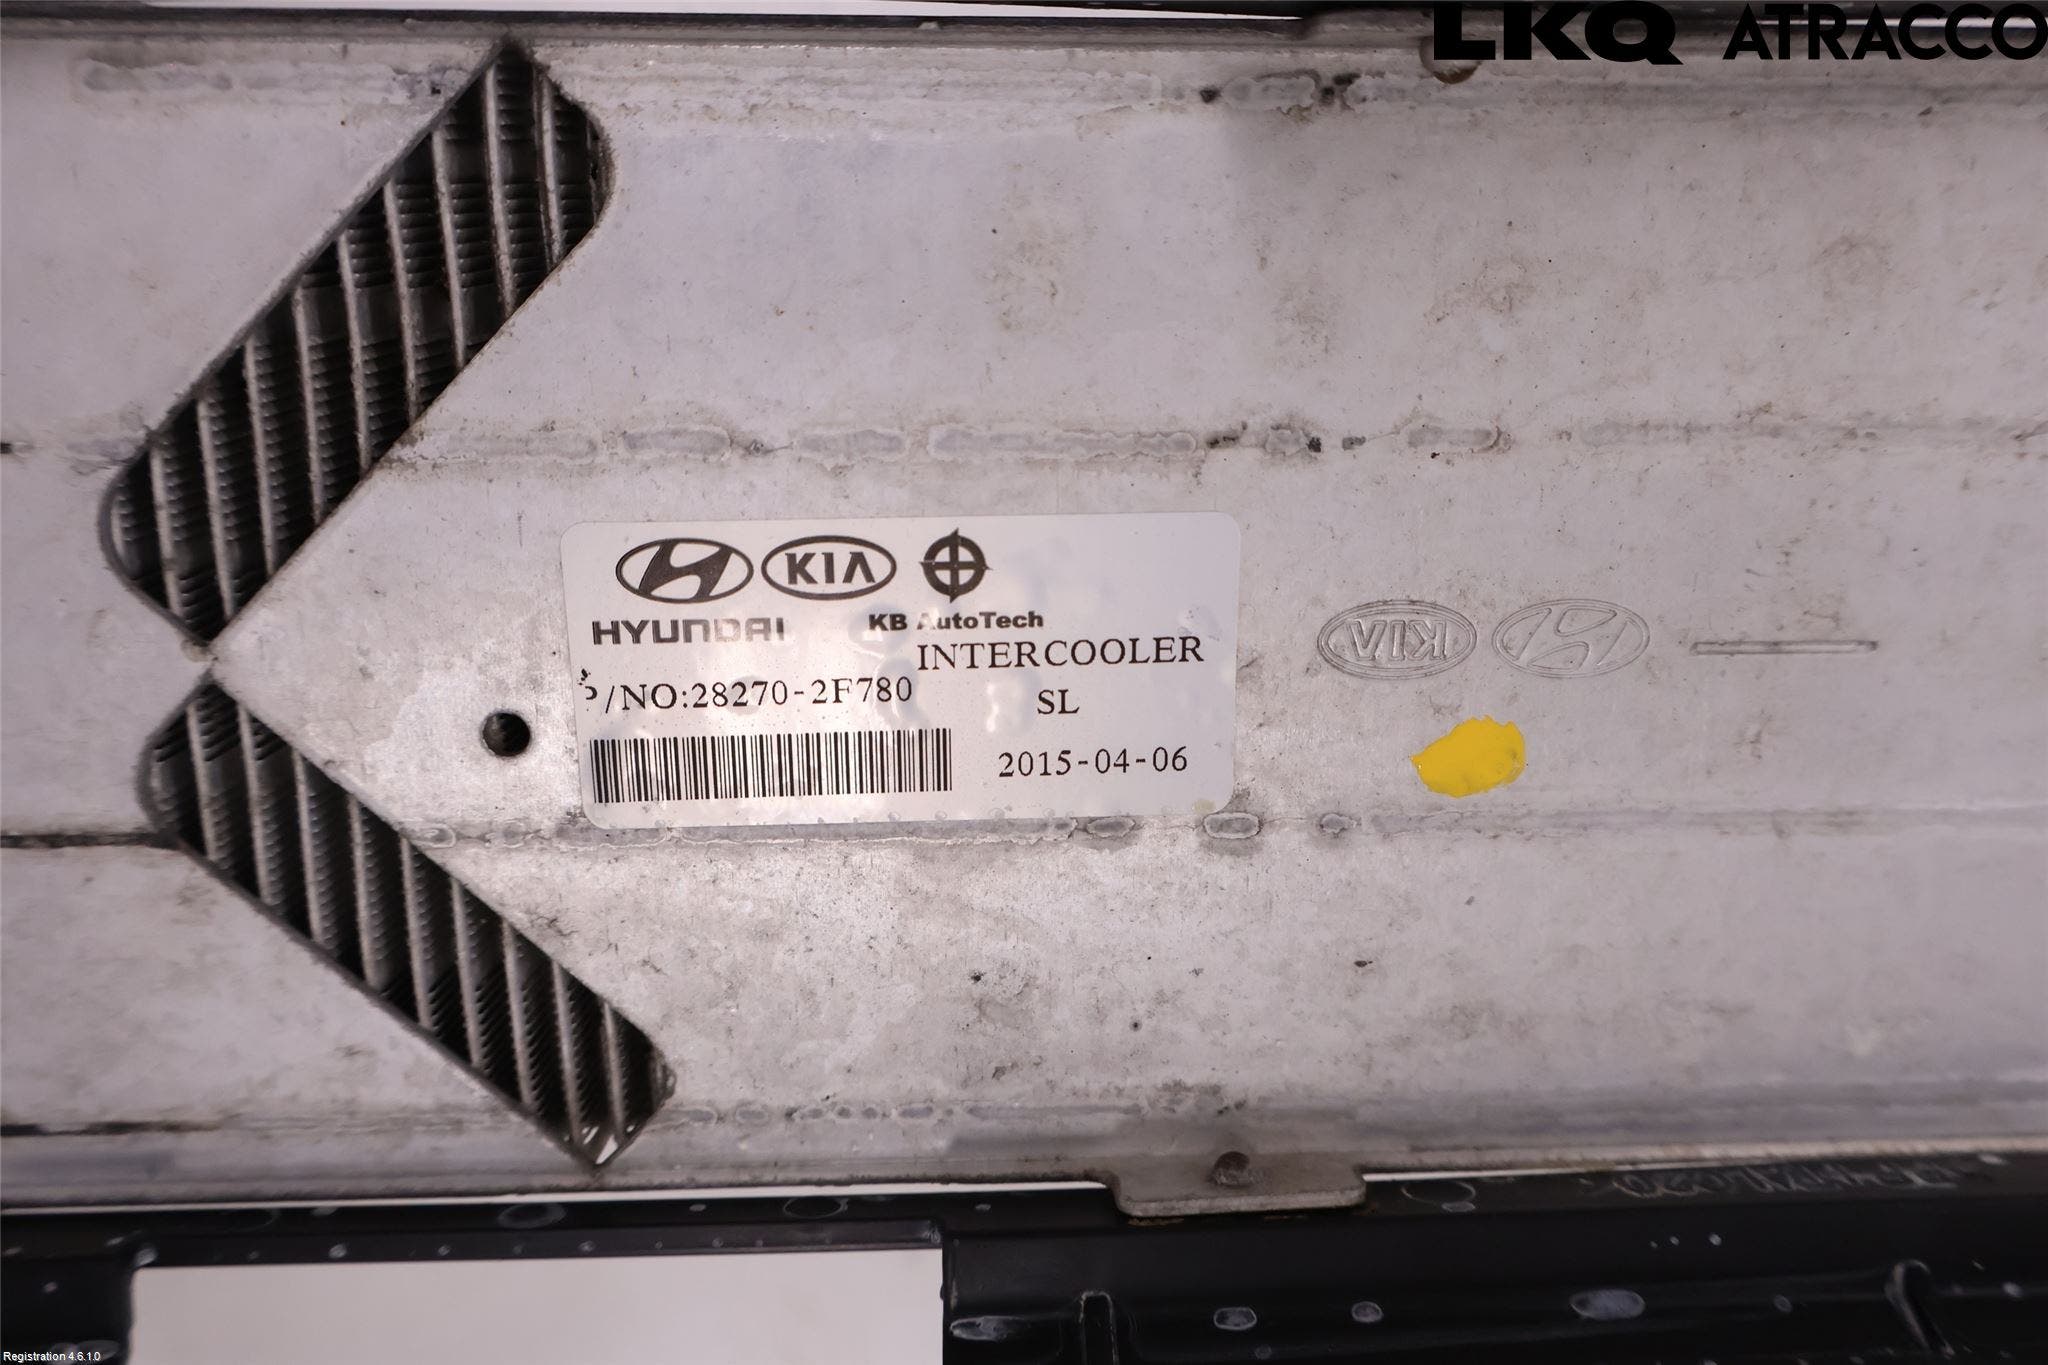 LKQ ATRACCO
KIA
HYUNDAI
KB AutoTech
INTERCOOLER
P/NO:28270-2F780
SL
2015-04-06
KIA
Registration 4.6.1.0